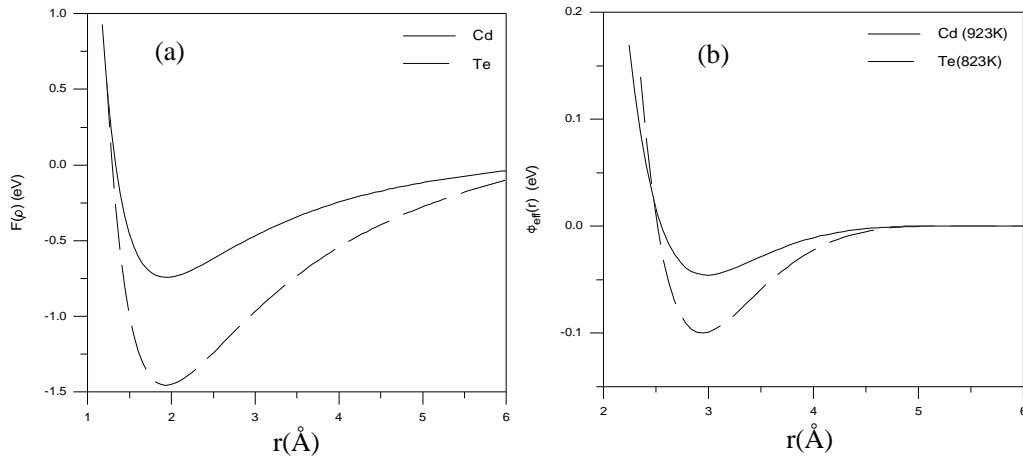 (a)
Cd
Te
1.0
0.5
0.0
-0.5
-1.0
-1.5
F(ρ) (eV)
1 2 3 4 5 6
r(Å)
(b)
Cd (923K)
Te(823K)
0.2
0.1
0.0
-0.1
ϕeff(r) (eV)
2 3 4 5 6
r(Å)